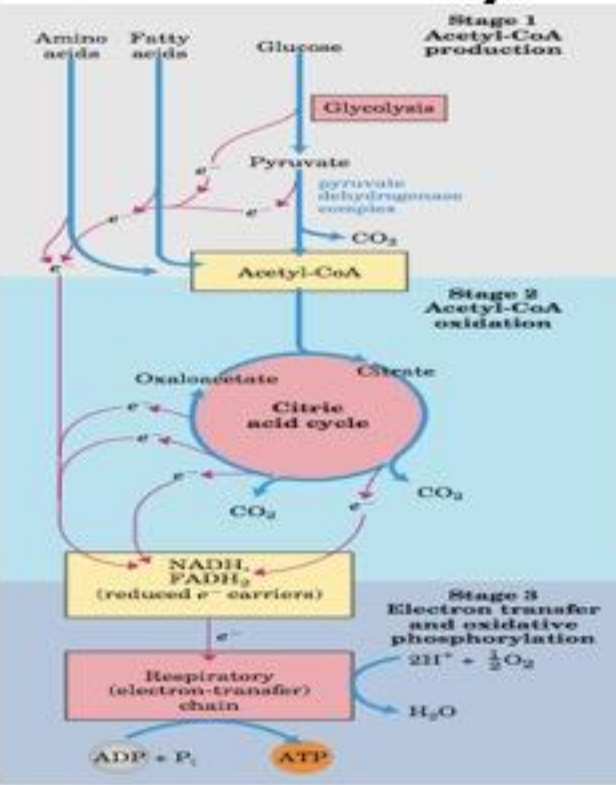 Stage 1
Acetyl-CoA
production
Amino
acids
Fatty
acids
Glucose
Glycolysis
e⁻
Pyruvate
e⁻
e⁻
pyruvate
dehydrogenase
complex
CO₂
e⁻
Acetyl-CoA
Stage 2
Acetyl-CoA
oxidation
Oxaloacetate
Citrate
Citric
acid cycle
e⁻
e⁻
e⁻
CO₂
e⁻
CO₂
NADH,
FADH₂
(reduced e⁻ carriers)
Stage 3
Electron transfer
and oxidative
phosphorylation
e⁻
2H⁺ + ½O₂
Respiratory
(electron-transfer)
chain
H₂O
ADP + Pᵢ
ATP